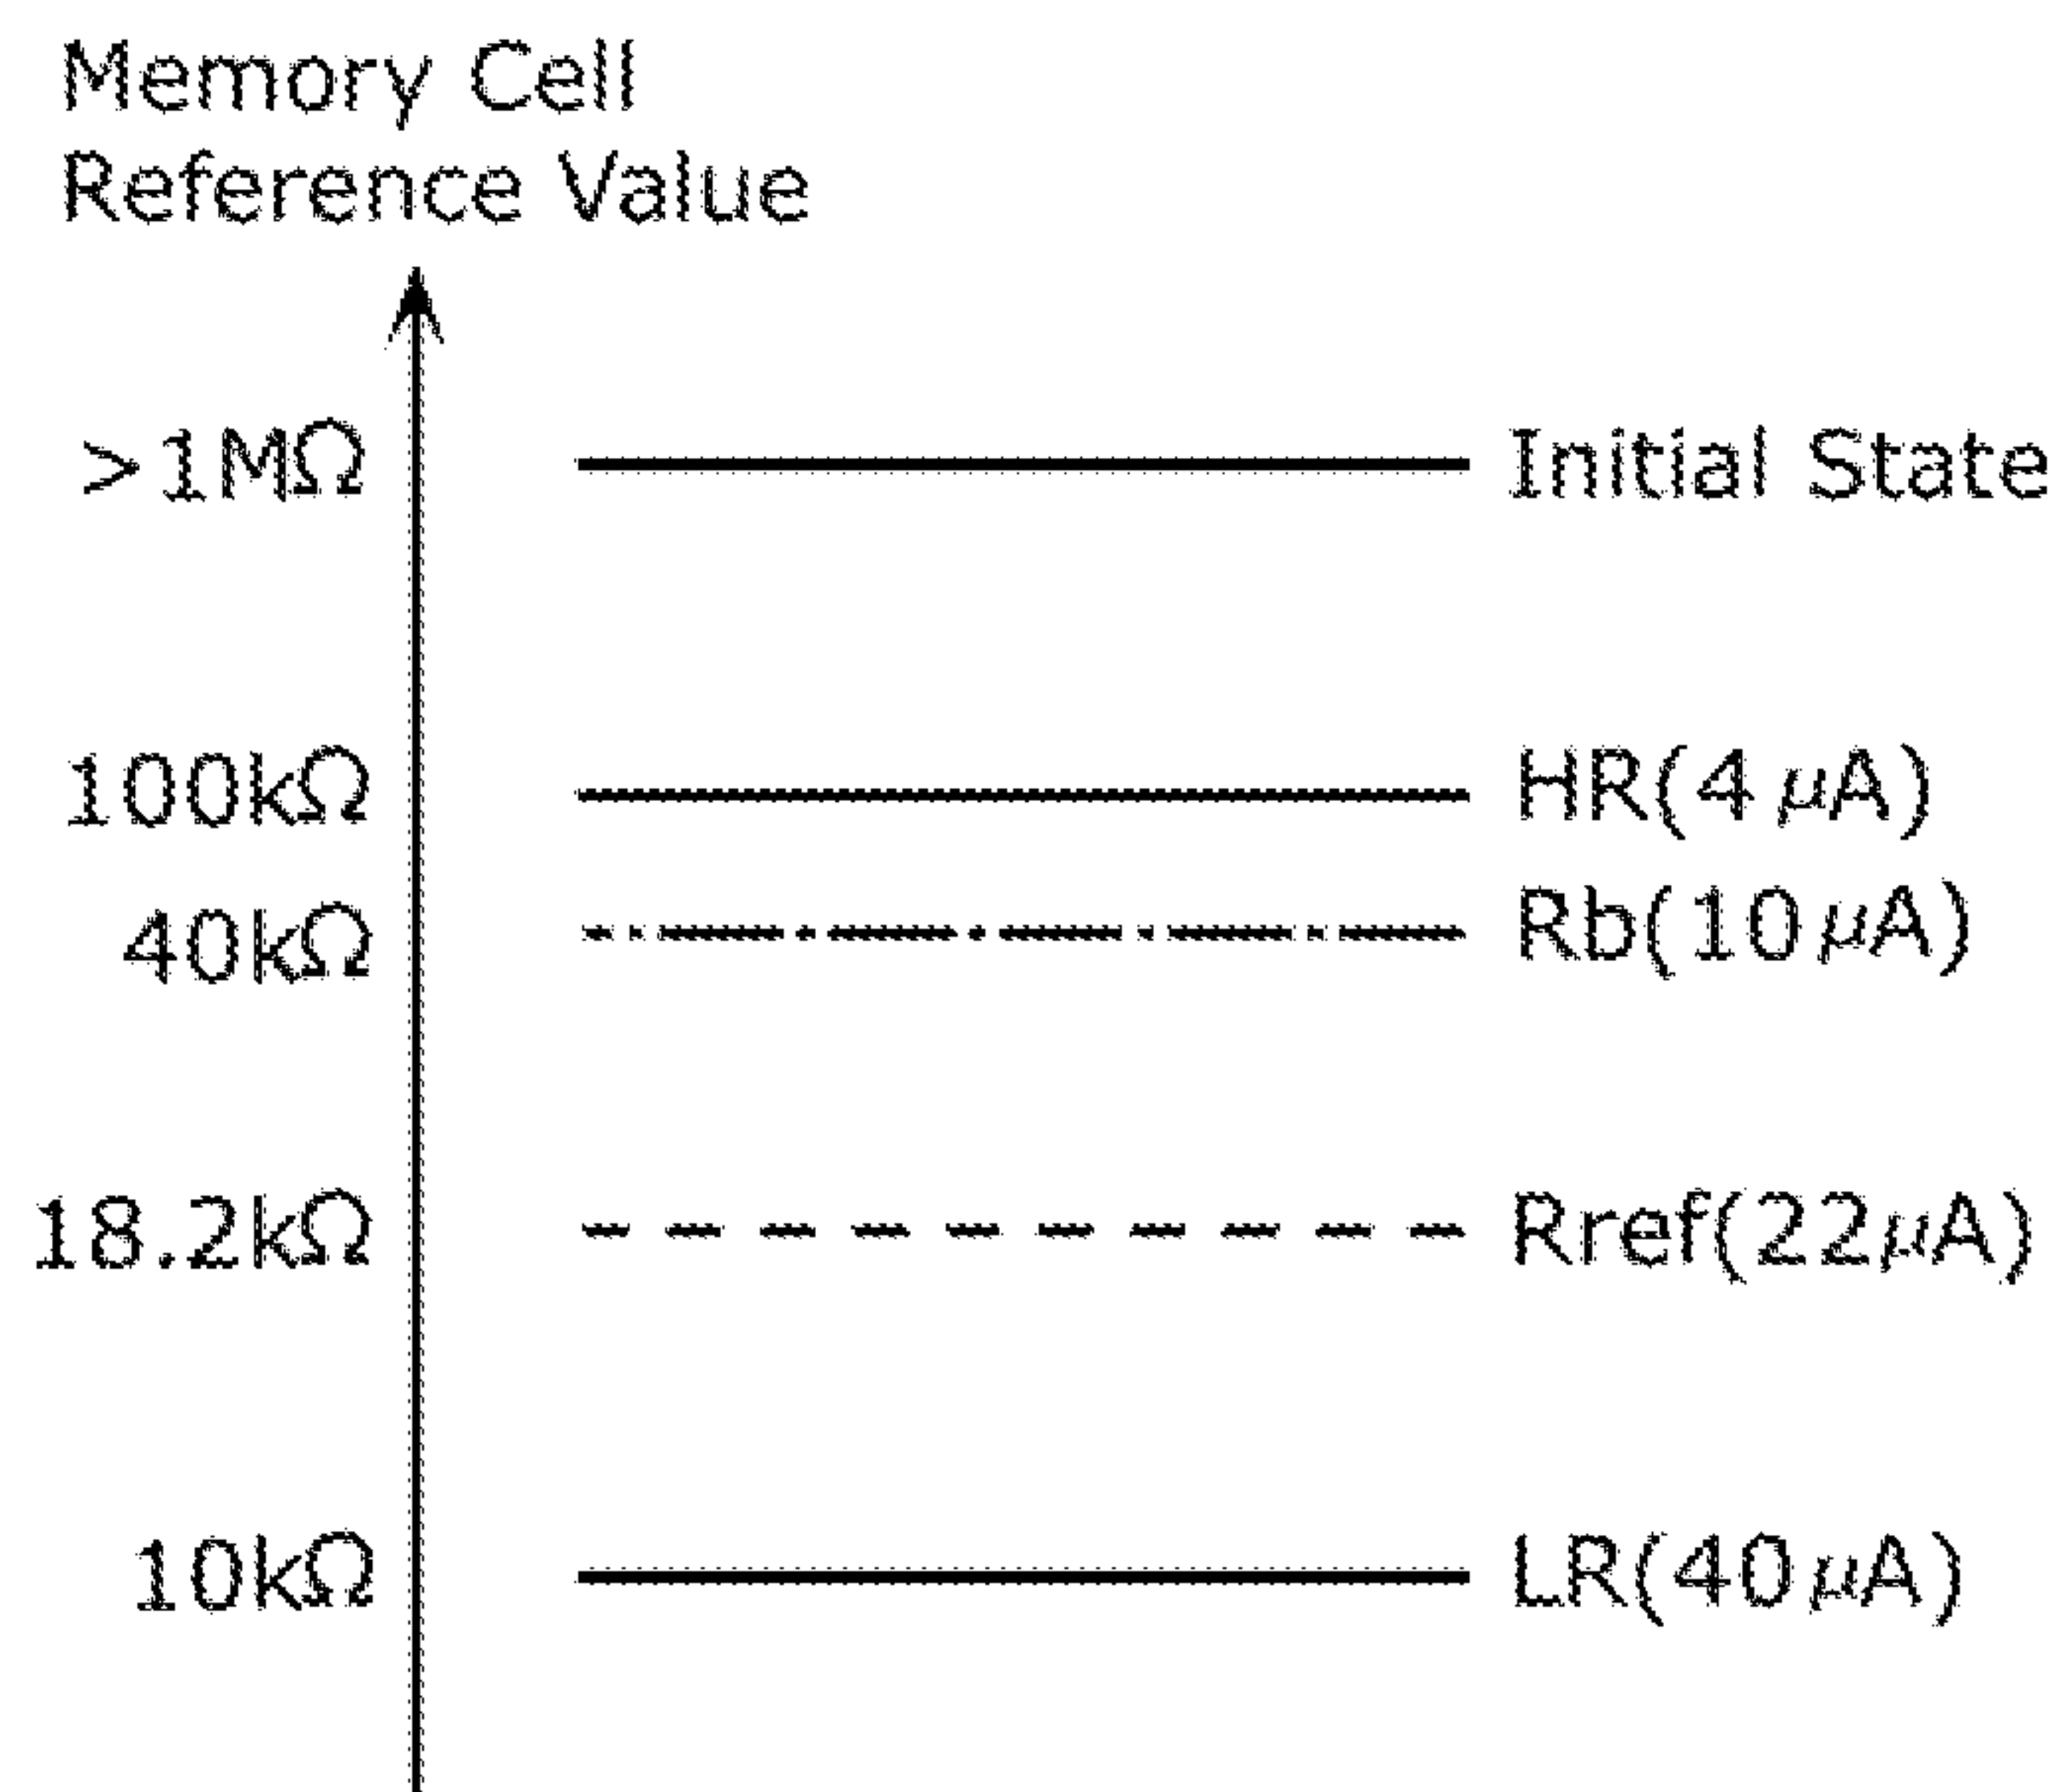 Memory Cell
Reference Value
>1MΩ Initial State
100kΩ HR(4μA)
40kΩ Rb(10μA)
18.2kΩ Rref(22μA)
10kΩ LR(40μA)